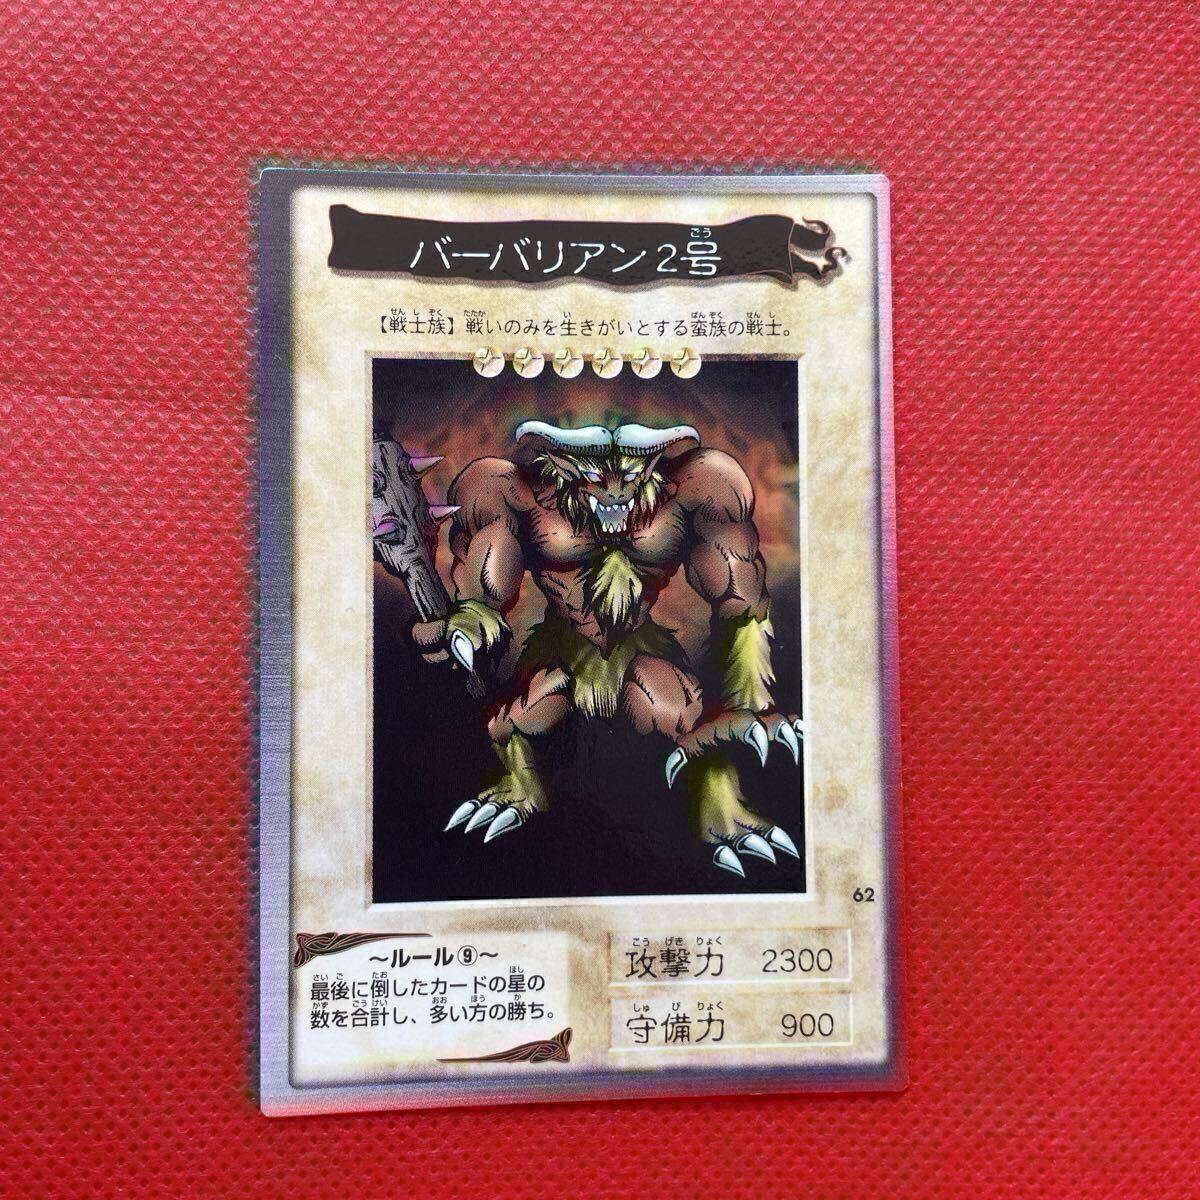 バーバリアン2号
【戦士族】戦いのみを生きがいとする蛮族の戦士。
62
～ルール⑨～
最後に倒したカードの星の
数を合計し、多い方の勝ち。
攻撃力 2300
守備力 900